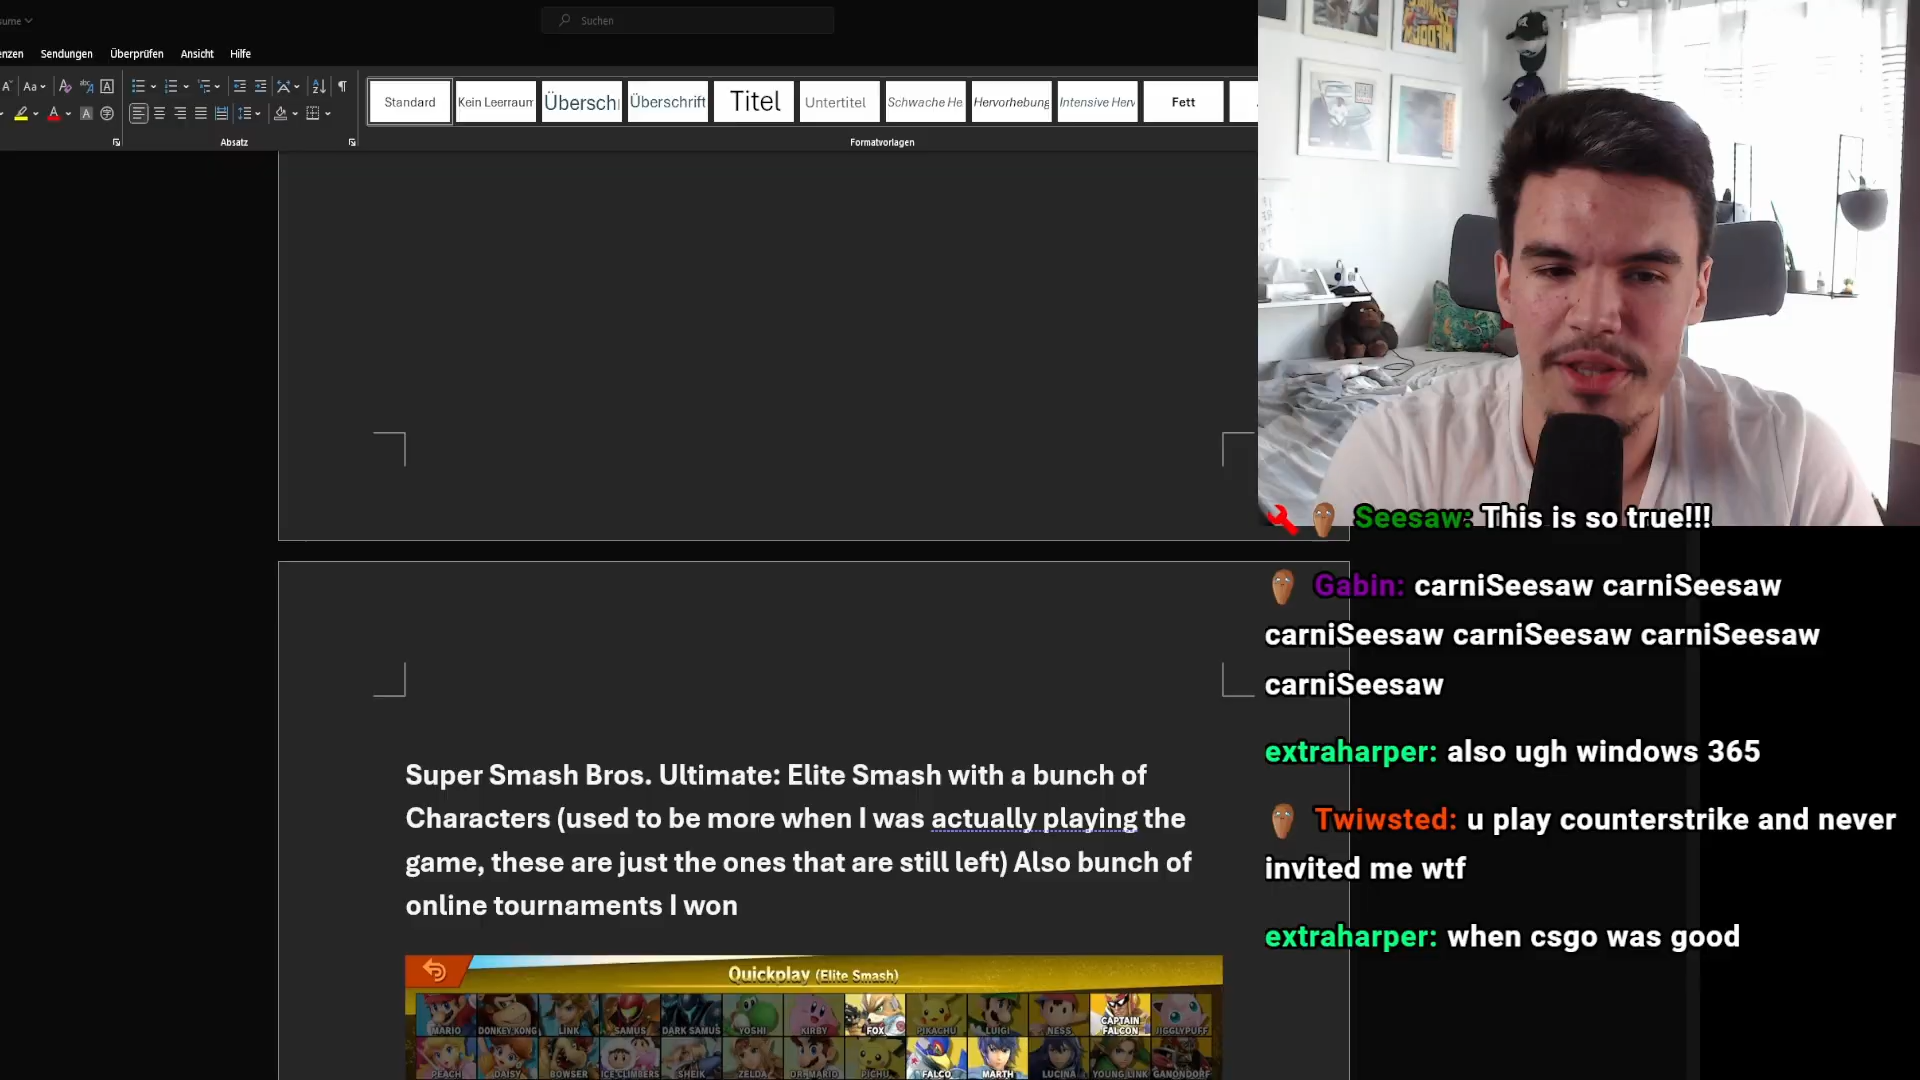 sume
Suchen
enzen Sendungen Überprüfen Ansicht Hilfe
Aa
Standard Kein Leerraum Übersch Überschrift Titel Untertitel Schwache He Hervorhebung Intensive Herv Fett
Absatz Formatvorlagen
Seesaw: This is so true!!!
Gabin: carniSeesaw carniSeesaw
carniSeesaw carniSeesaw carniSeesaw
carniSeesaw
extraharper: also ugh windows 365
Twiwsted: u play counterstrike and never
invited me wtf
extraharper: when csgo was good
Super Smash Bros. Ultimate: Elite Smash with a bunch of
Characters (used to be more when I was actually playing the
game, these are just the ones that are still left) Also bunch of
online tournaments I won
Quickplay (Elite Smash)
MARIO DONKEY KONG LINK SAMUS DARK SAMUS YOSHI KIRBY FOX PIKACHU LUIGI NESS CAPTAIN FALCON JIGGLYPUFF
PEACH DAISY BOWSER ICE CLIMBERS SHEIK ZELDA DR. MARIO PICHU FALCO MARTH LUCINA YOUNG LINK GANONDORF